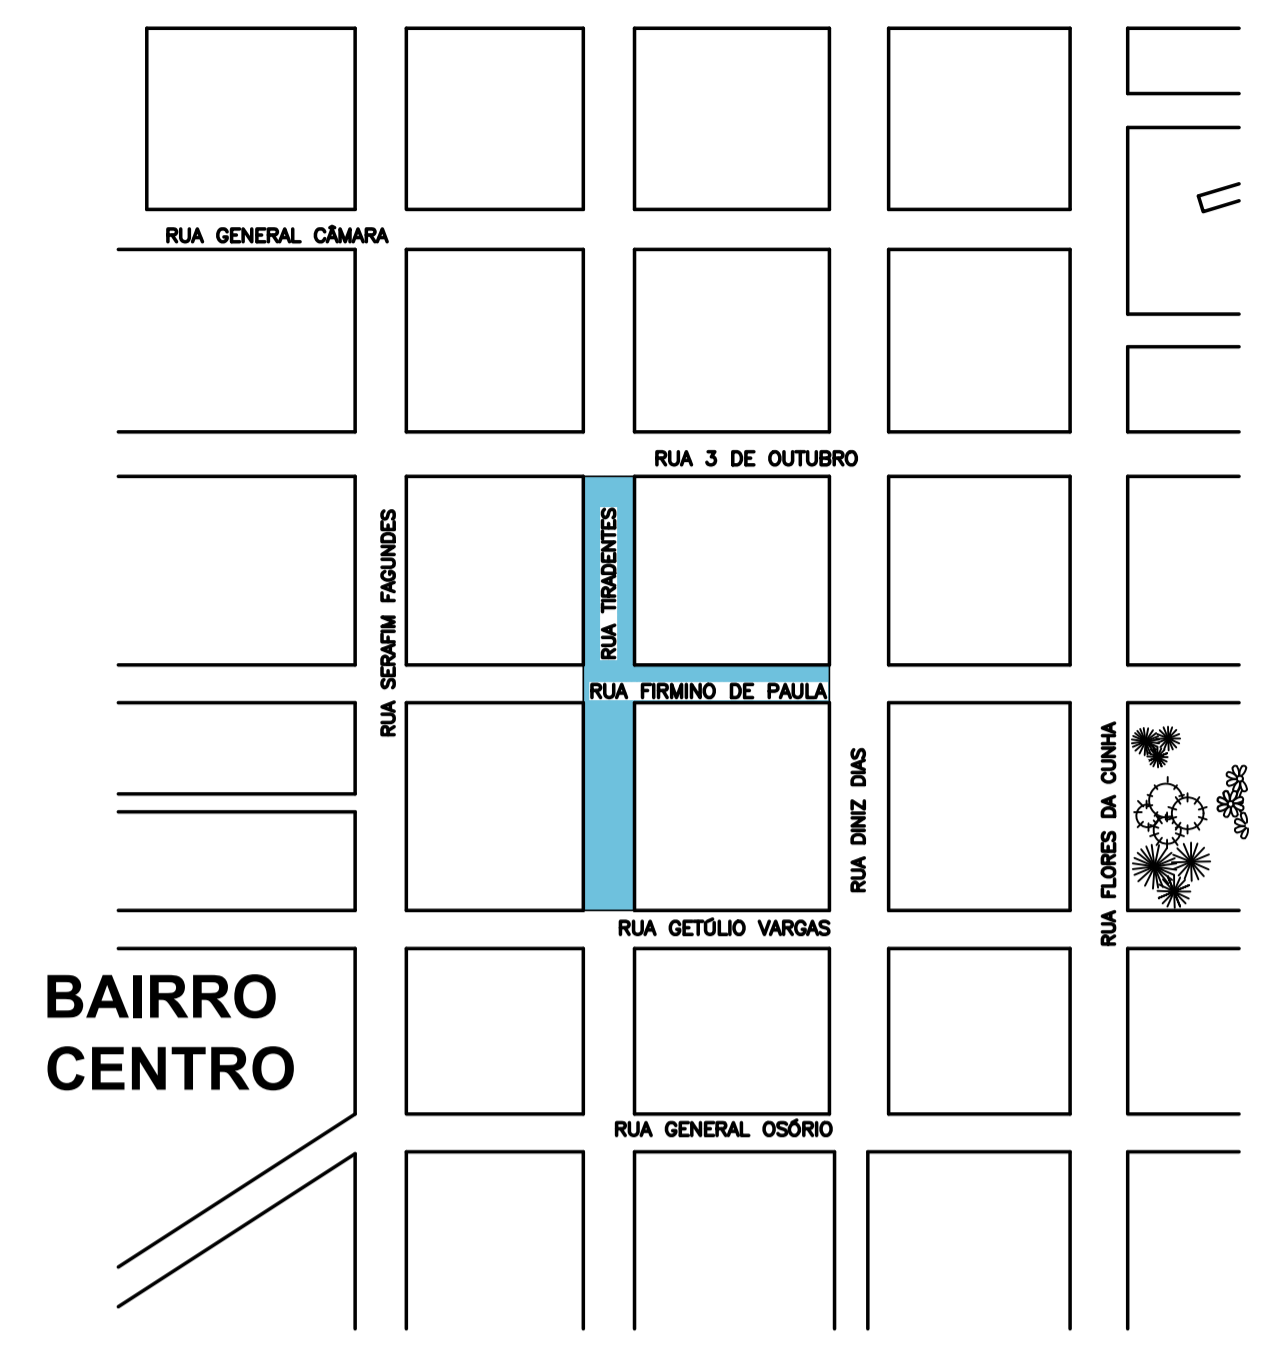 RUA GENERAL CÂMARA
RUA 3 DE OUTUBRO
RUA SERAFIM FAGUNDES
RUA TIRADENTES
RUA FIRMINO DE PAULA
RUA DINIZ DIAS
RUA FLORES DA CUNHA
RUA GETÚLIO VARGAS
BAIRRO
CENTRO
RUA GENERAL OSÓRIO